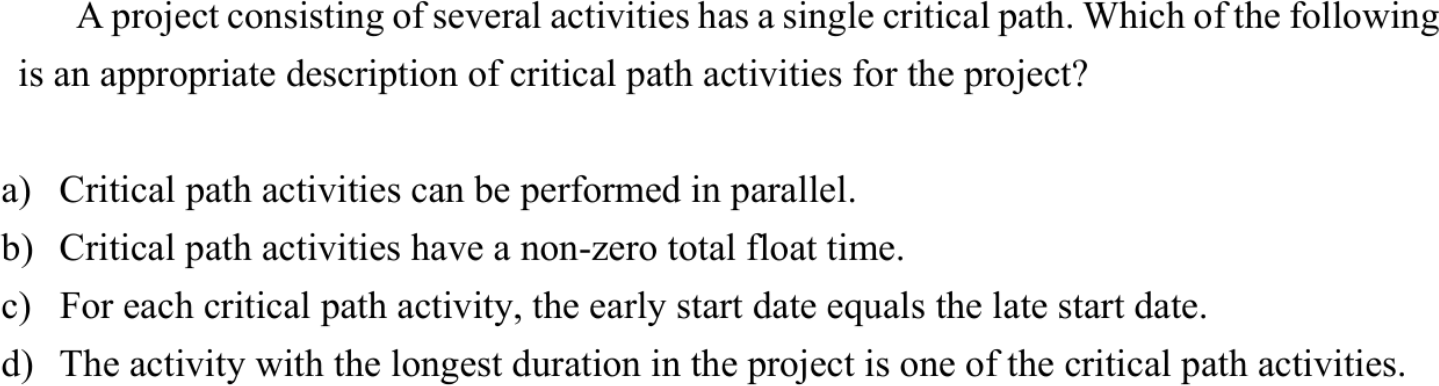 A project consisting of several activities has a single critical path. Which of the following
is an appropriate description of critical path activities for the project?
a) Critical path activities can be performed in parallel.
b) Critical path activities have a non-zero total float time.
c) For each critical path activity, the early start date equals the late start date.
d) The activity with the longest duration in the project is one of the critical path activities.